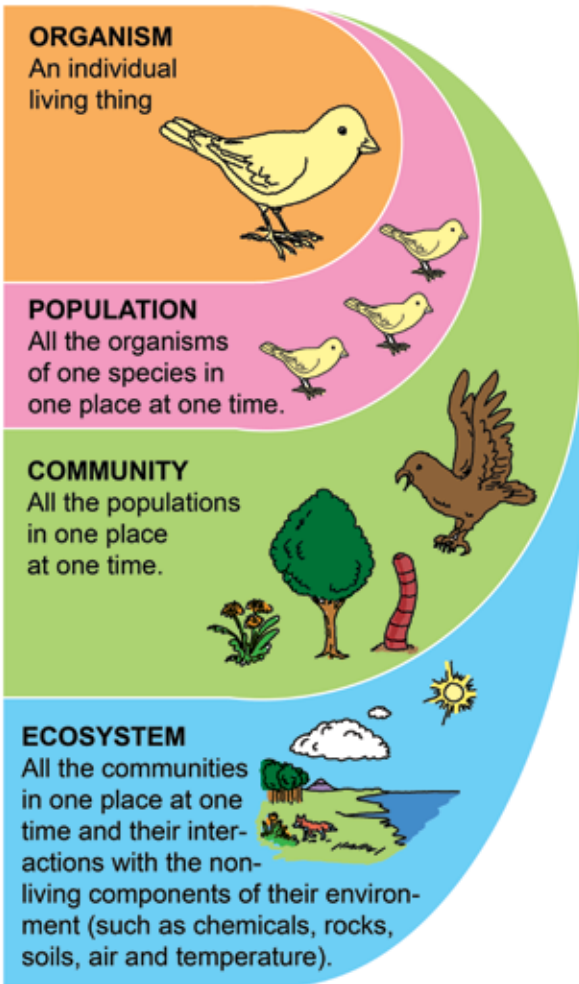 ORGANISM
An individual
living thing
POPULATION
All the organisms
of one species in
one place at one time.
COMMUNITY
All the populations
in one place
at one time.
ECOSYSTEM
All the communities
in one place at one
time and their inter-
actions with the non-
living components of their environ-
ment (such as chemicals, rocks,
soils, air and temperature).